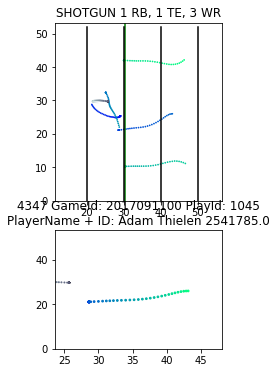 SHOTGUN 1 RB, 1 TE, 3 WR
50
40
30
20
10
0
20 30 40 50
4347 GameId: 2017091100 PlayId: 1045
PlayerName + ID: Adam Thielen 2541785.0
40
20
0
25 30 35 40 45